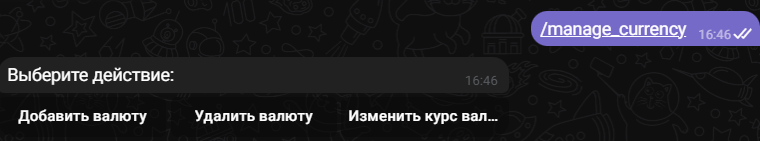 /manage_currency
16:46
Выберите действие:
16:46
Добавить валюту Удалить валюту Изменить курс вал...